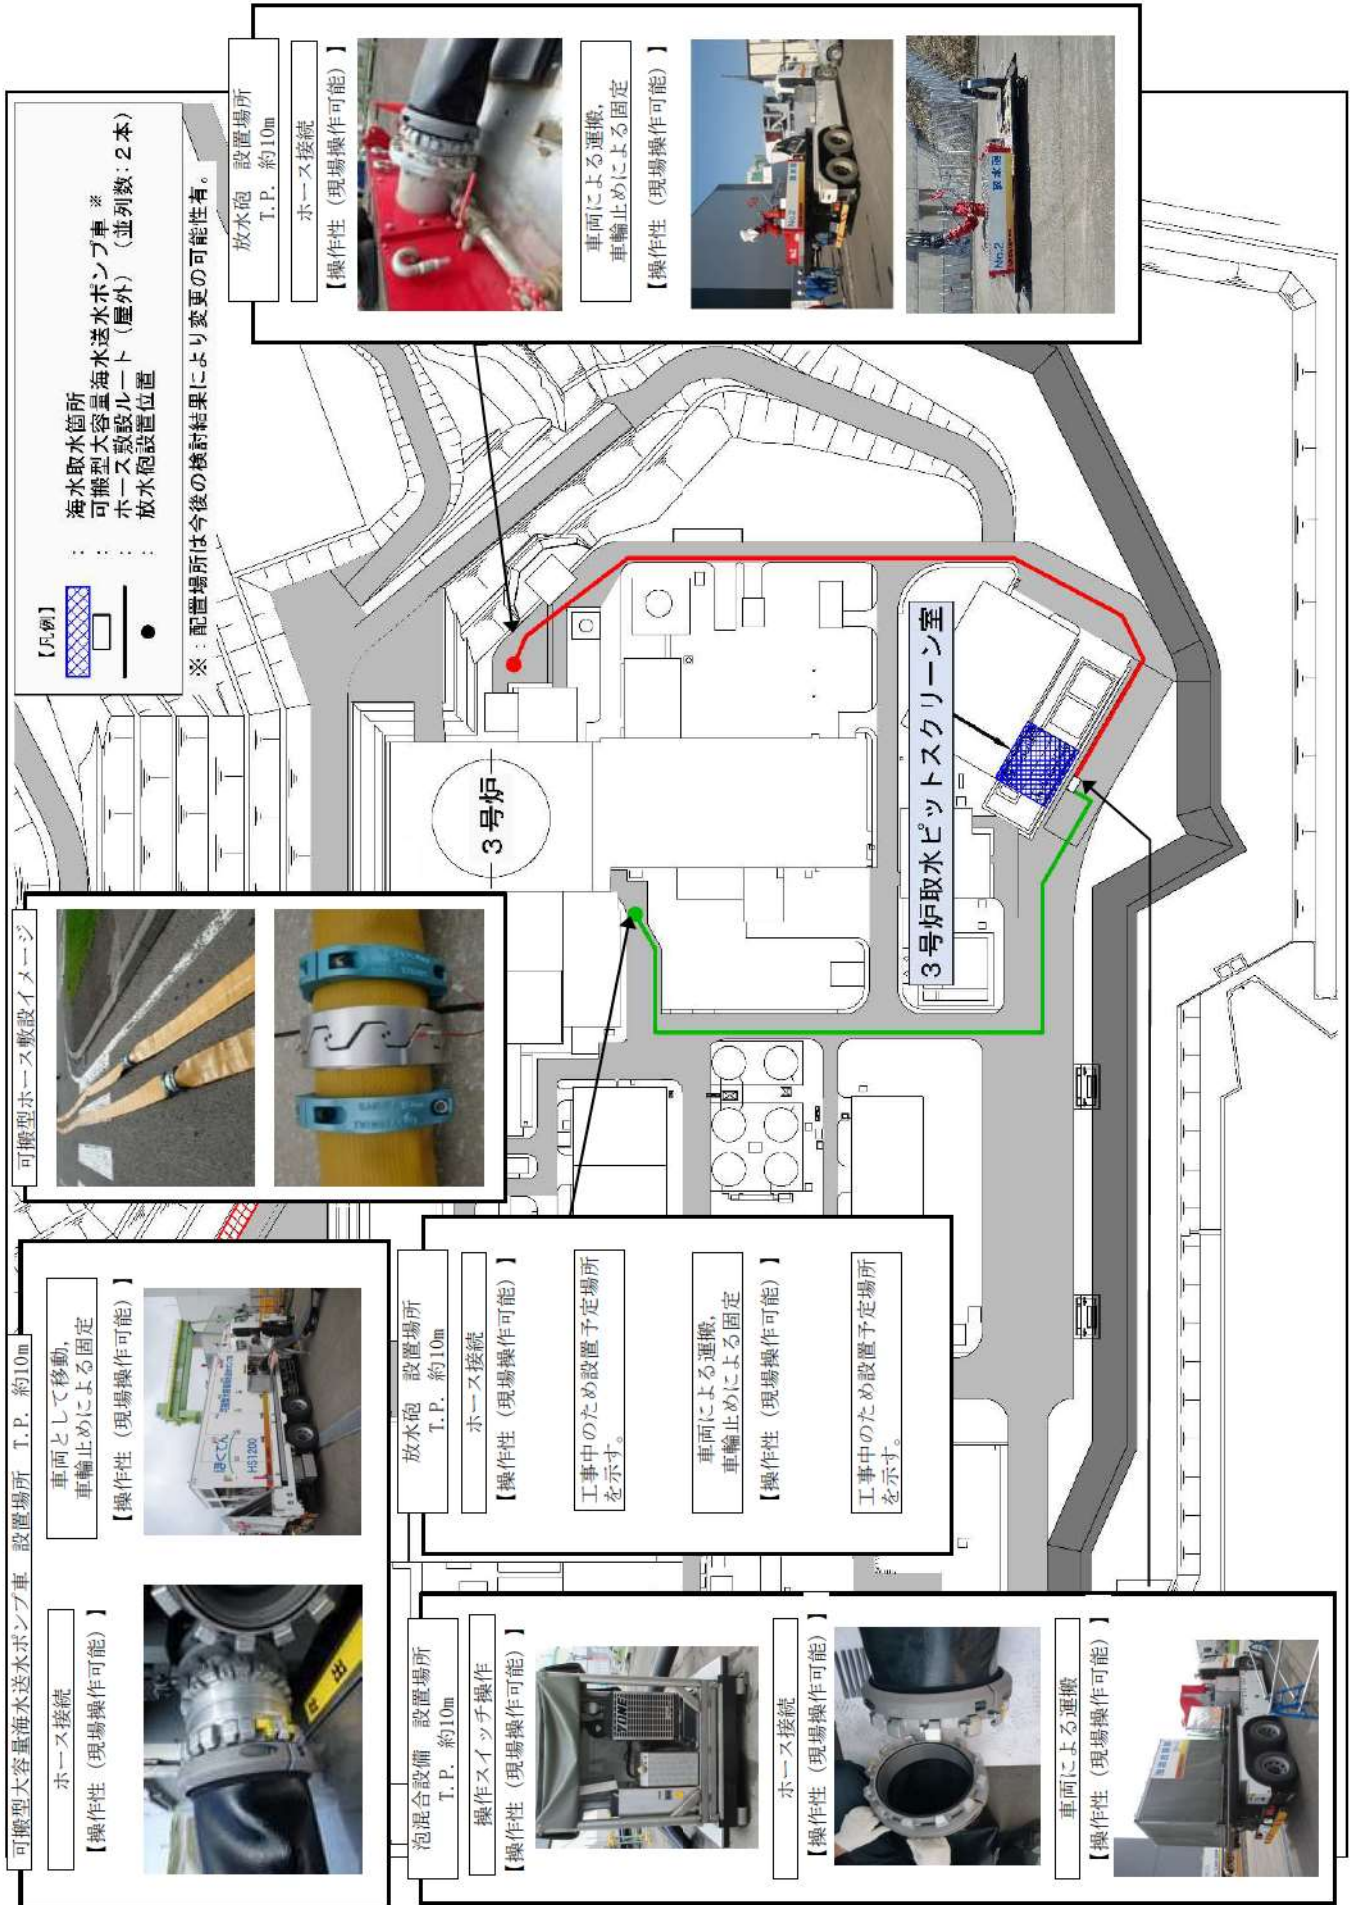 可搬型大容量海水送水ポンプ車　設置場所　T.P. 約10m
ホース接続
【操作性（現場操作可能）】
車両として移動，
車輪止めによる固定
【操作性（現場操作可能）】
ほくてん
HS1200
可搬型ホース敷設イメージ
【凡例】
：海水取水箇所
：可搬型大容量海水送水ポンプ車 ※
：ホース敷設ルート（屋外）（並列数：２本）
：放水砲設置位置
※：配置場所は今後の検討結果により変更の可能性有。
放水砲　設置場所
T.P. 約10m
ホース接続
【操作性（現場操作可能）】
車両による運搬，
車輪止めによる固定
【操作性（現場操作可能）】
No.2
No.2
放水砲
３号炉
３号炉取水ピットスクリーン室
放水砲　設置場所
T.P. 約10m
ホース接続
【操作性（現場操作可能）】
工事中のため設置予定場所
を示す。
車両による運搬，
車輪止めによる固定
【操作性（現場操作可能）】
工事中のため設置予定場所
を示す。
泡混合設備　設置場所
T.P. 約10m
操作スイッチ操作
【操作性（現場操作可能）】
ホース接続
【操作性（現場操作可能）】
車両による運搬
【操作性（現場操作可能）】